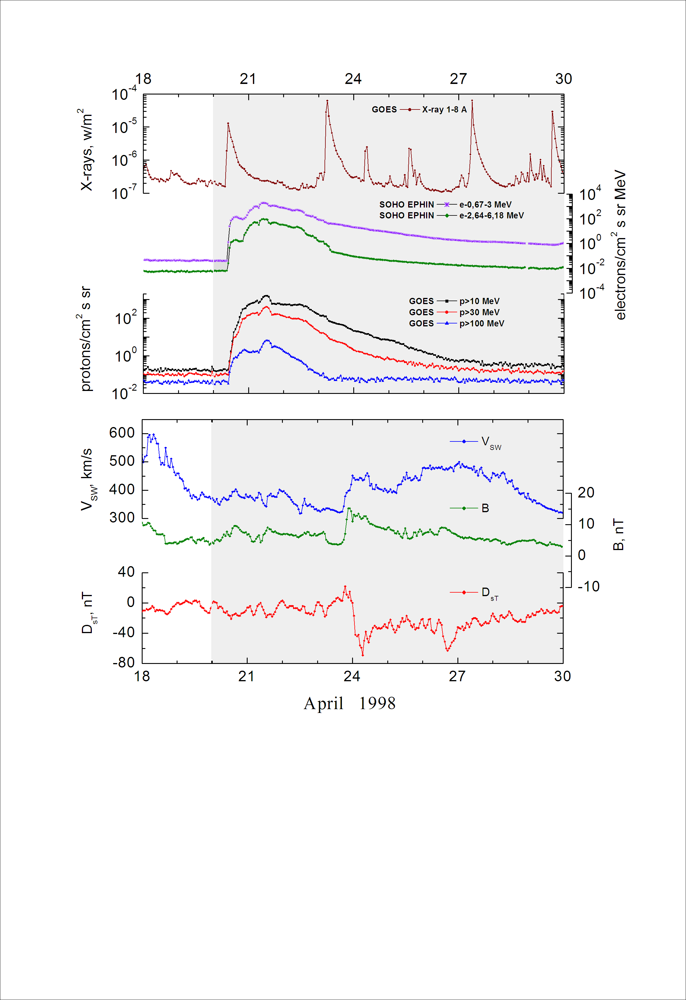 18 21 24 27 30
10-4
10-5
10-6
10-7
X-rays, w/m2
GOES X-ray 1-8 A
SOHO EPHIN e-0,67-3 MeV
SOHO EPHIN e-2,64-6,18 MeV
104
102
100
10-2
10-4
electrons/cm2 s sr MeV
protons/cm2 s sr
102
100
10-2
GOES p>10 MeV
GOES p>30 MeV
GOES p>100 MeV
600
500
400
300
VSW, km/s
VSW
B
20
10
0
-10
B, nT
40
0
-40
-80
DsT, nT
DsT
18 21 24 27 30
April 1998